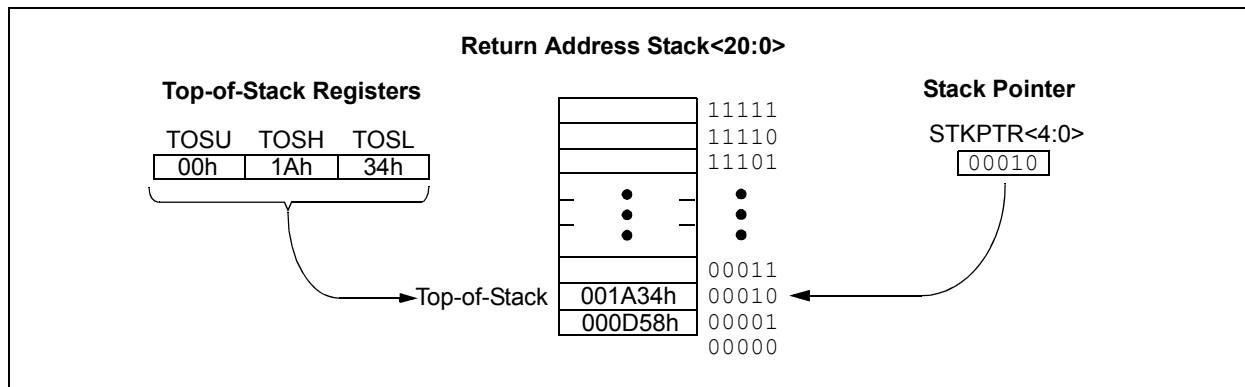 Return Address Stack<20:0>
Top-of-Stack Registers
Stack Pointer
TOSU TOSH TOSL
00h 1Ah 34h
STKPTR<4:0>
00010
11111
11110
11101
00011
Top-of-Stack 001A34h 00010
000D58h 00001
00000